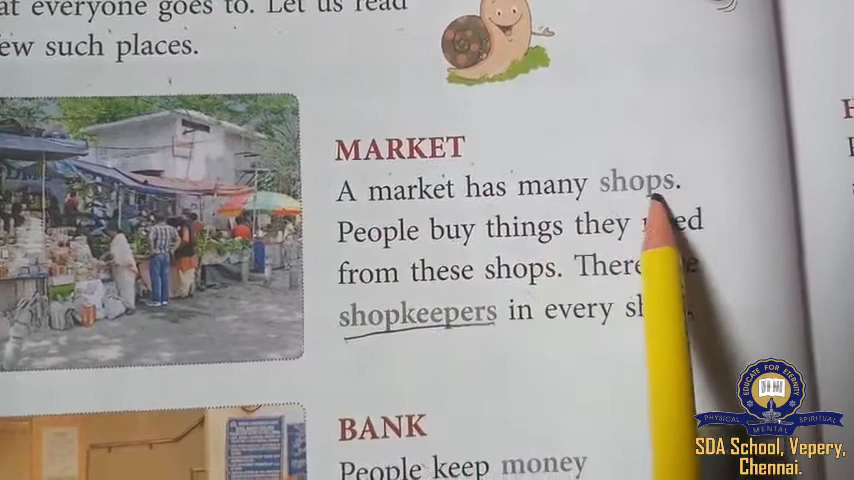 at everyone goes to. Let us read
ew such places.
MARKET
A market has many shops.
People buy things they
from these shops.
shopkeepers in every
BANK
People keep money
EDUCATE FOR ETERNITY
PHYSICAL MENTAL SPIRITUAL
SDA School, Vepery,
Chennai.